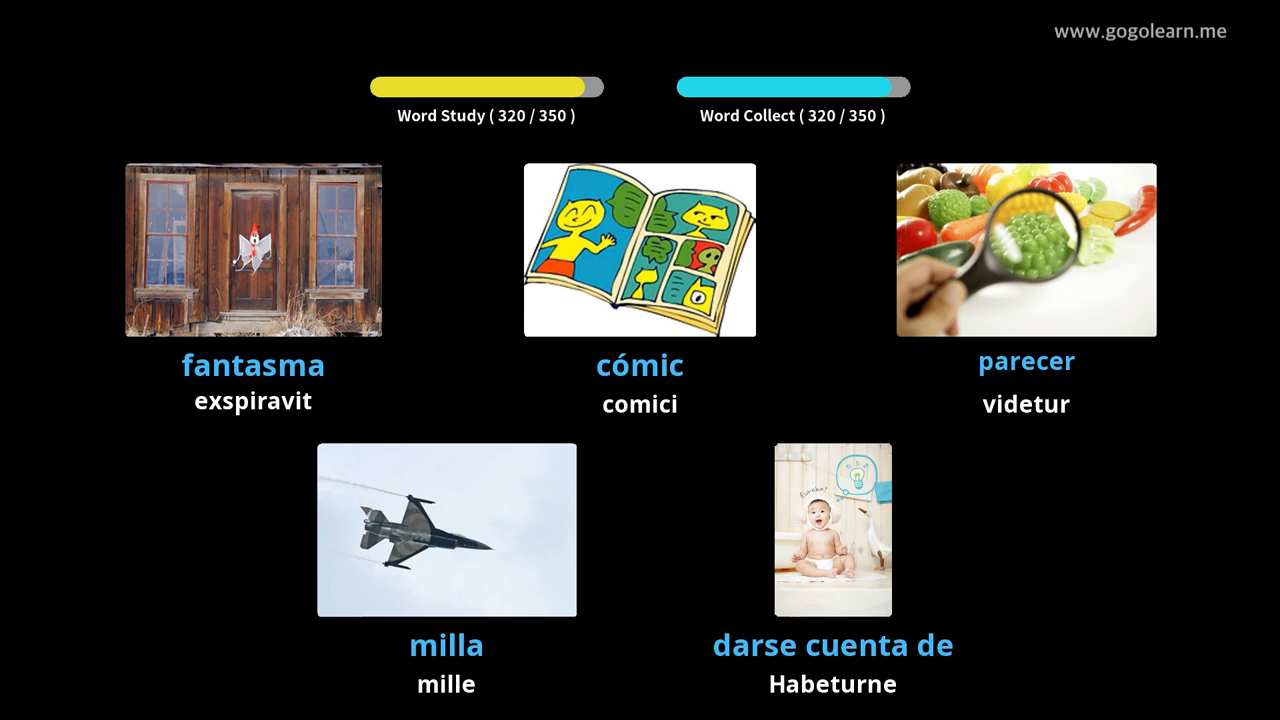 www.gogolearn.me
Word Study ( 320 / 350 )
Word Collect ( 320 / 350 )
fantasma
exspiravit
cómic
comici
parecer
videtur
Eureka!
milla
mille
darse cuenta de
Habeturne